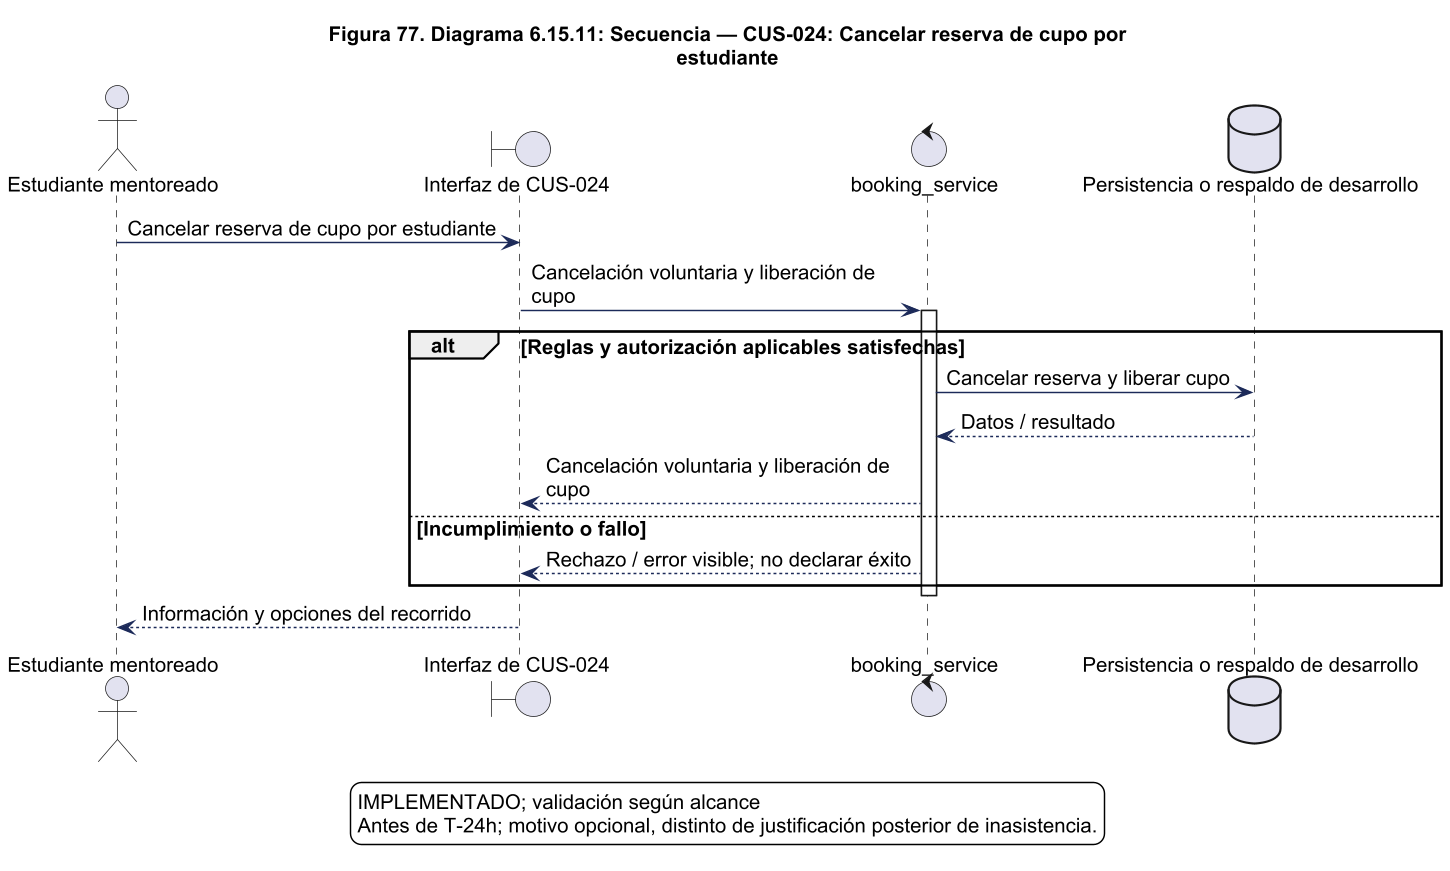 Figura 77. Diagrama 6.15.11: Secuencia — CUS-024: Cancelar reserva de cupo por
estudiante
Estudiante mentoreado
Interfaz de CUS-024
booking_service
Persistencia o respaldo de desarrollo
Cancelar reserva de cupo por estudiante
Cancelación voluntaria y liberación de
cupo
alt
[Reglas y autorización aplicables satisfechas]
Cancelar reserva y liberar cupo
Datos / resultado
Cancelación voluntaria y liberación de
cupo
[Incumplimiento o fallo]
Rechazo / error visible; no declarar éxito
Información y opciones del recorrido
Estudiante mentoreado
Interfaz de CUS-024
booking_service
Persistencia o respaldo de desarrollo
IMPLEMENTADO; validación según alcance
Antes de T-24h; motivo opcional, distinto de justificación posterior de inasistencia.